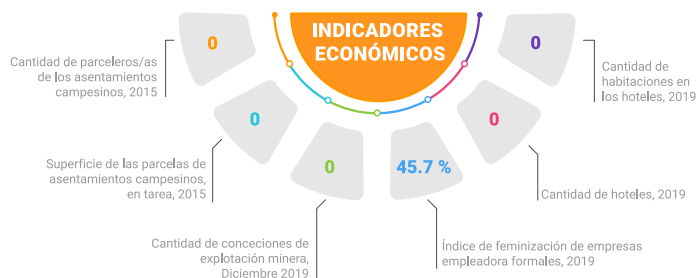 INDICADORES
ECONÓMICOS
0
Cantidad de parceleros/as
de los asentamientos
campesinos, 2015
0
Superficie de las parcelas de
asentamientos campesinos,
en tarea, 2015
0
Cantidad de conceciones de
explotación minera,
Diciembre 2019
45.7 %
Índice de feminización de empresas
empleadora formales, 2019
0
Cantidad de hoteles, 2019
0
Cantidad de
habitaciones en
los hoteles, 2019